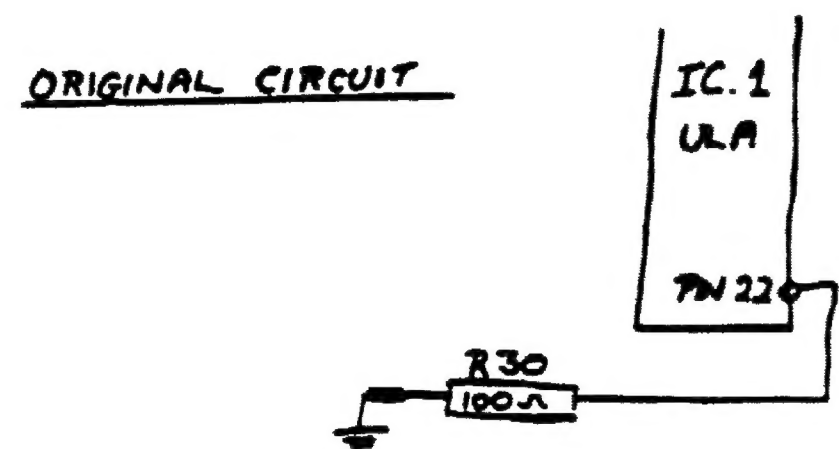 ORIGINAL CIRCUIT
IC.1
ULA
PIN 22
R30
100Ω